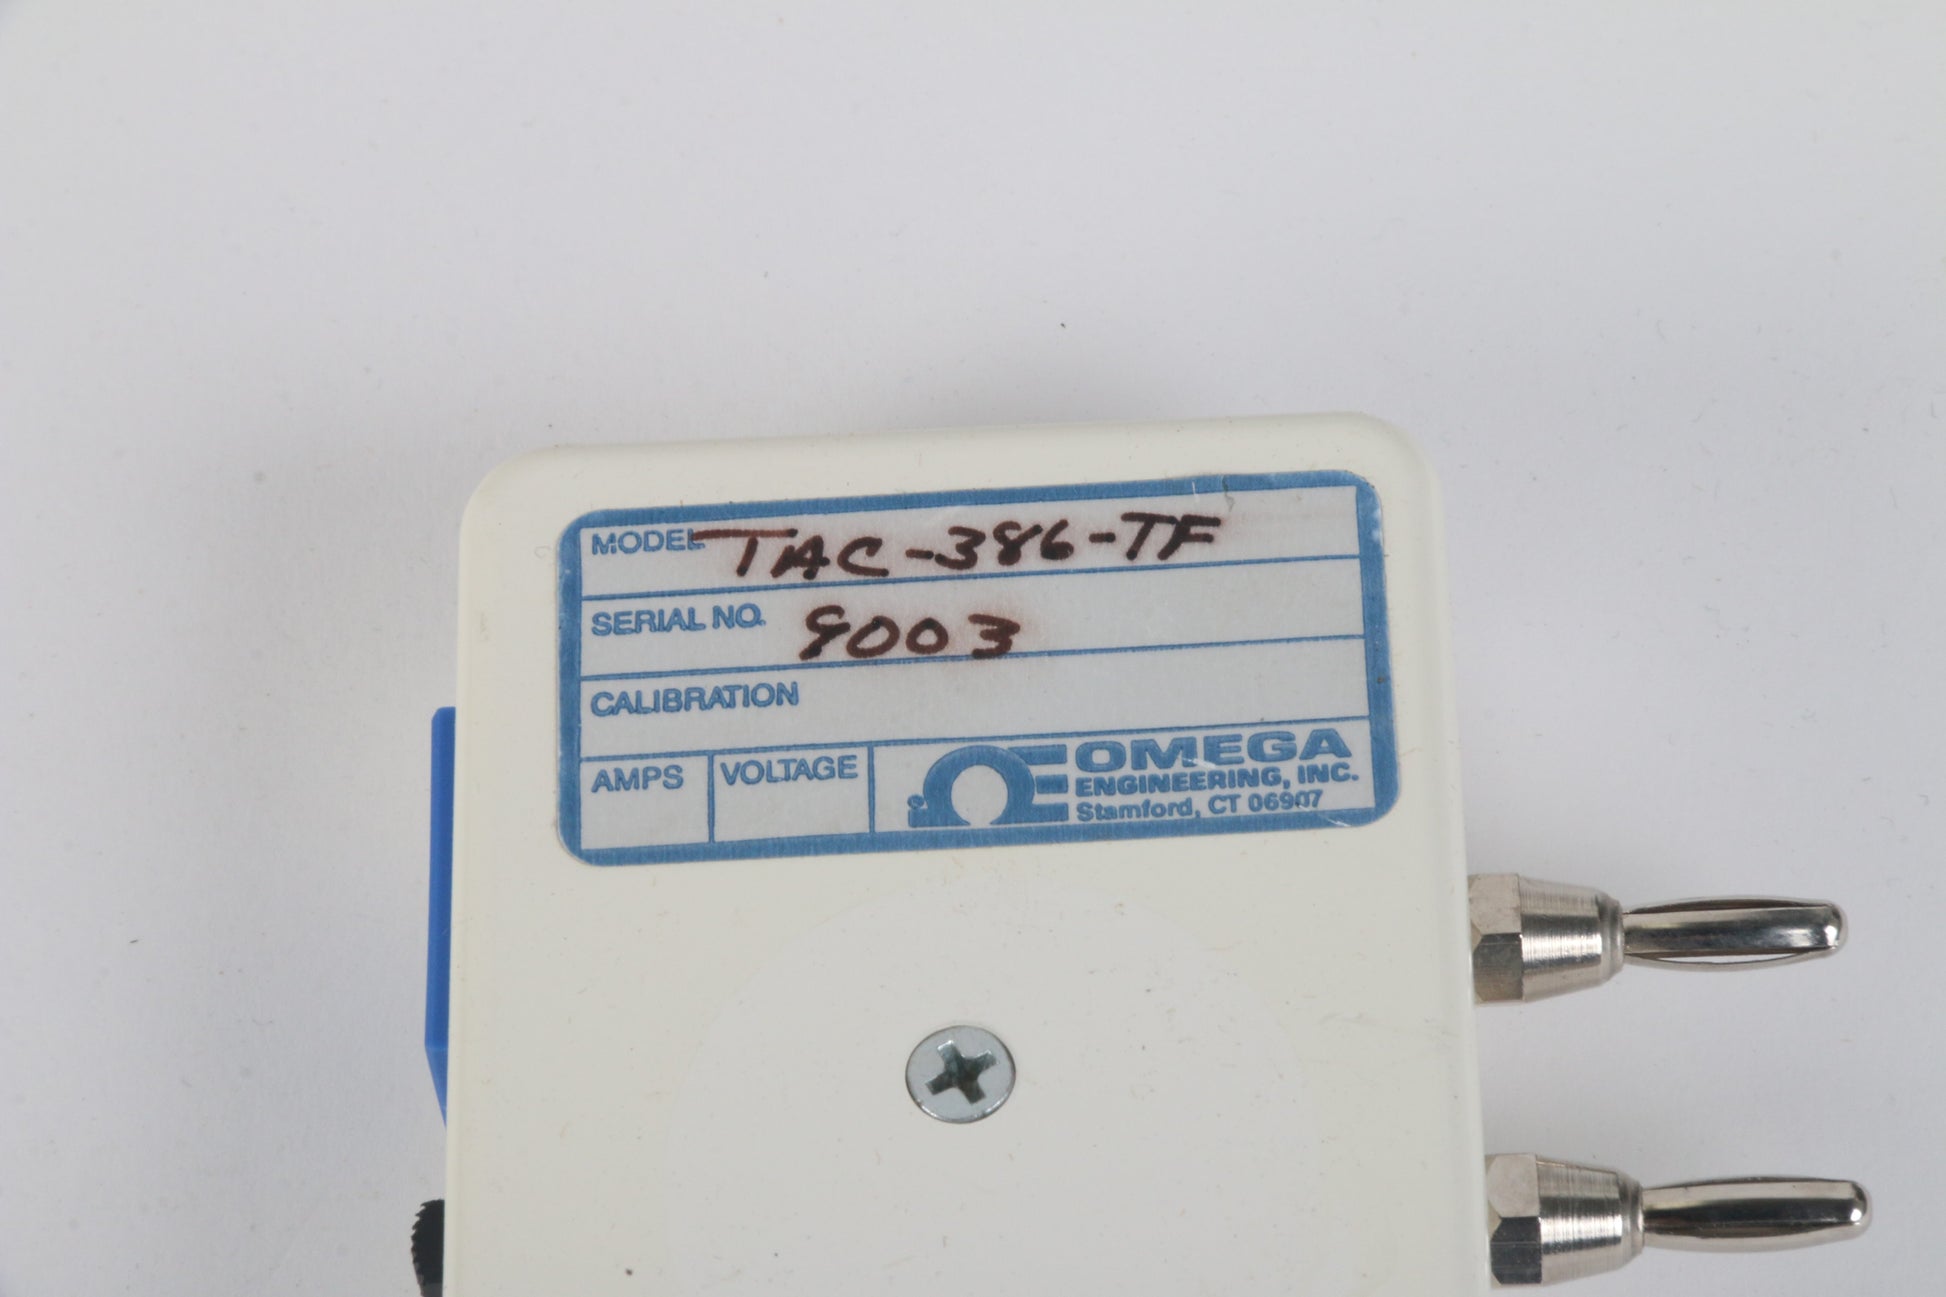 MODEL TAC-386-TF
SERIAL NO. 9003
CALIBRATION
AMPS VOLTAGE
OMEGA
ENGINEERING, INC.
Stamford, CT 06907